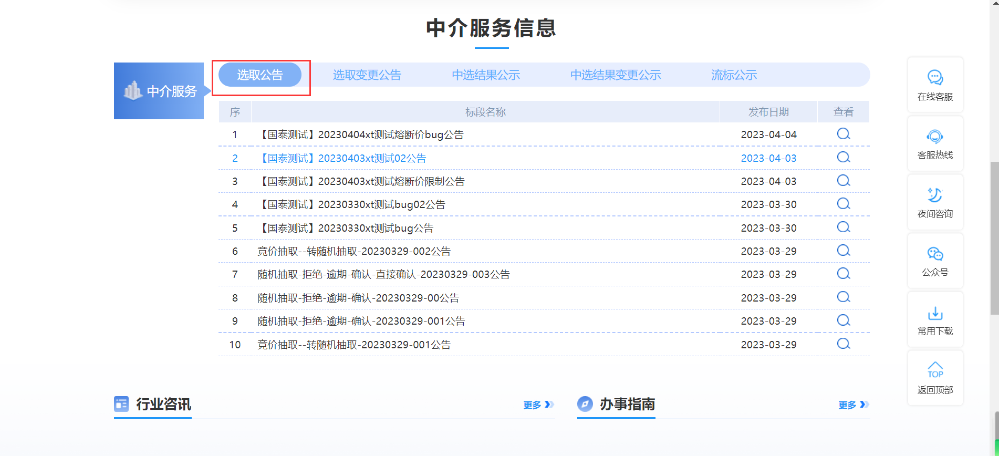 中介服务信息
中介服务
选取公告 选取变更公告 中选结果公示 中选结果变更公示 流标公示
序 标段名称 发布日期 查看
1 【国泰测试】20230404xt测试熔断价bug公告 2023-04-04
2 【国泰测试】20230403xt测试02公告 2023-04-03
3 【国泰测试】20230403xt测试熔断价限制公告 2023-04-03
4 【国泰测试】20230330xt测试bug02公告 2023-03-30
5 【国泰测试】20230330xt测试bug公告 2023-03-30
6 竞价抽取--转随机抽取-20230329-002公告 2023-03-29
7 随机抽取-拒绝-逾期-确认-直接确认-20230329-003公告 2023-03-29
8 随机抽取-拒绝-逾期-确认-20230329-00公告 2023-03-29
9 随机抽取-拒绝-逾期-确认-20230329-001公告 2023-03-29
10 竞价抽取--转随机抽取-20230329-001公告 2023-03-29
行业咨讯 更多
办事指南 更多
在线客服
客服热线
夜间咨询
公众号
常用下载
TOP
返回顶部